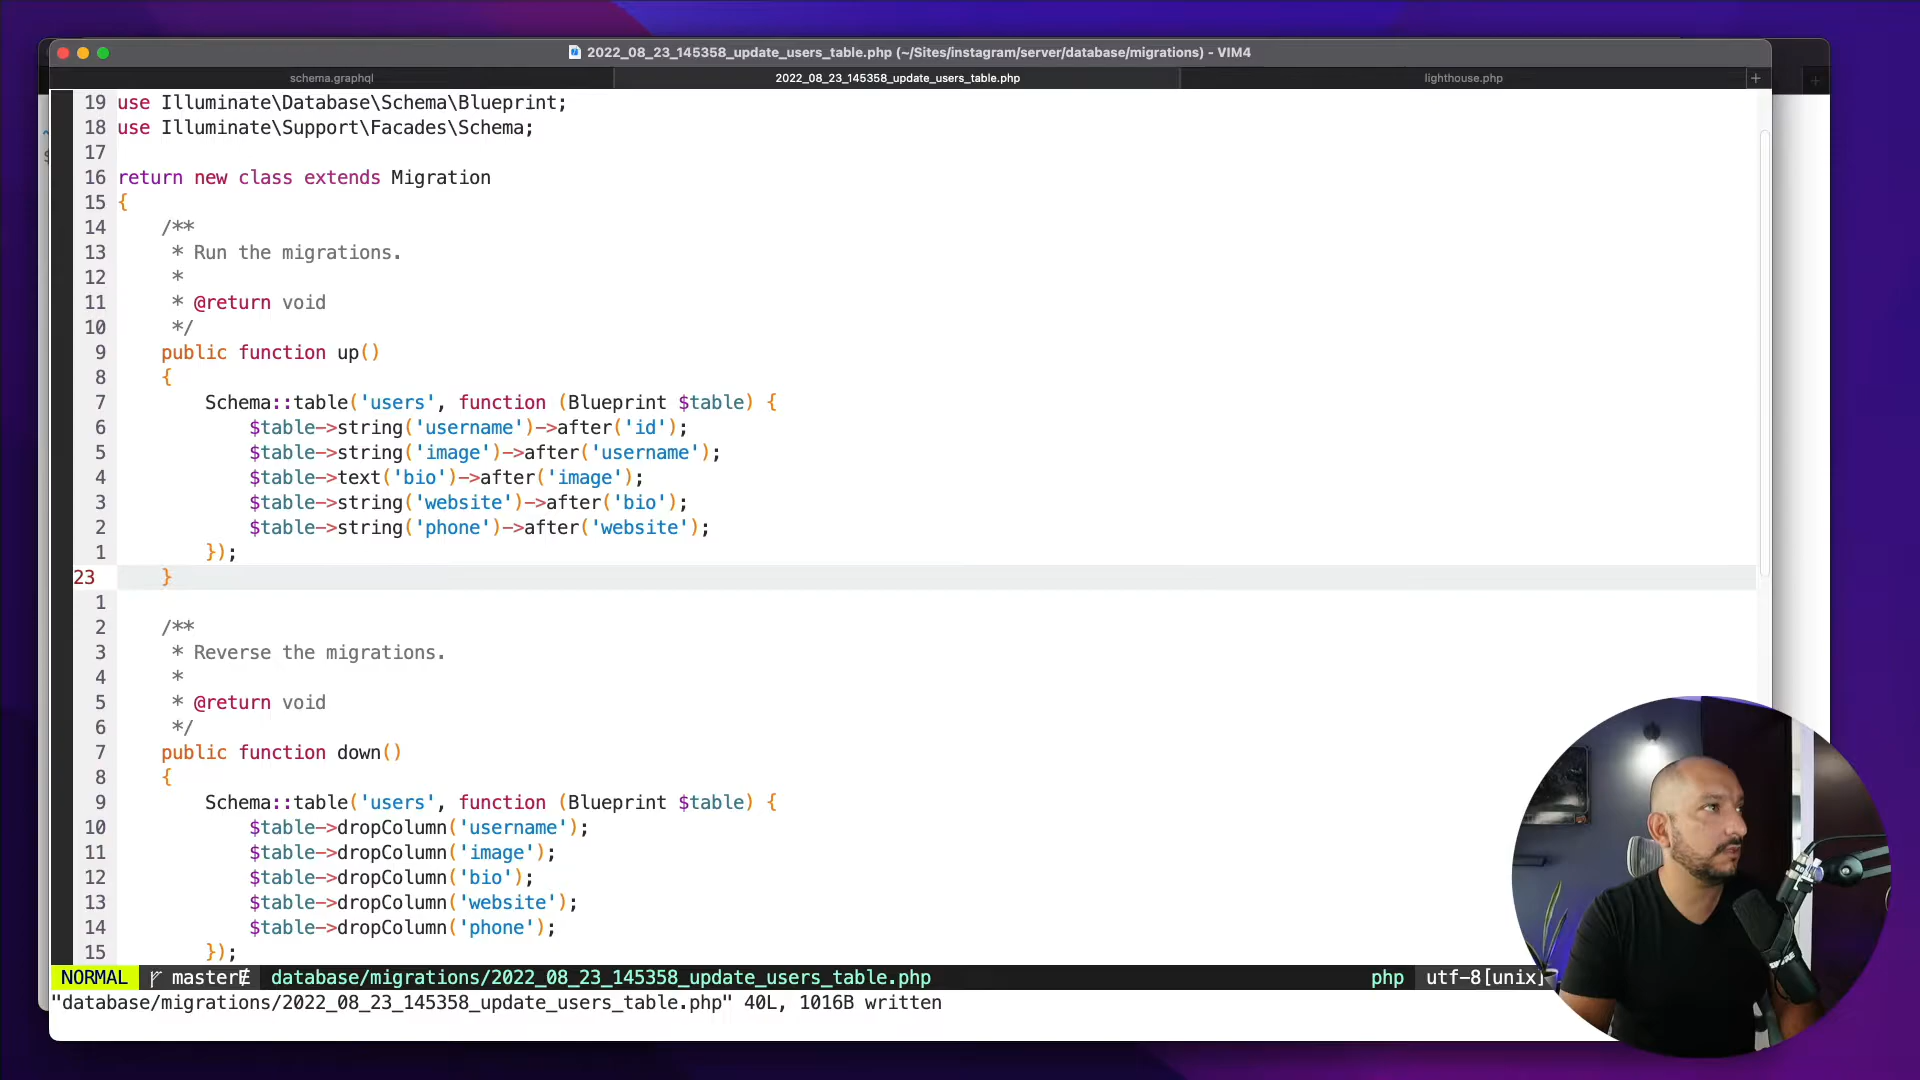 2022_08_23_145358_update_users_table.php (~/Sites/instagram/server/database/migrations) - VIM4
schema.graphql
2022_08_23_145358_update_users_table.php
lighthouse.php
+
19 use Illuminate\Database\Schema\Blueprint;
18 use Illuminate\Support\Facades\Schema;
17
16 return new class extends Migration
15 {
14     /**
13      * Run the migrations.
12      *
11      * @return void
10      */
9     public function up()
8     {
7         Schema::table('users', function (Blueprint $table) {
6             $table->string('username')->after('id');
5             $table->string('image')->after('username');
4             $table->text('bio')->after('image');
3             $table->string('website')->after('bio');
2             $table->string('phone')->after('website');
1         });
23     }
1
2     /**
3      * Reverse the migrations.
4      *
5      * @return void
6      */
7     public function down()
8     {
9         Schema::table('users', function (Blueprint $table) {
10             $table->dropColumn('username');
11             $table->dropColumn('image');
12             $table->dropColumn('bio');
13             $table->dropColumn('website');
14             $table->dropColumn('phone');
15         });
NORMAL master database/migrations/2022_08_23_145358_update_users_table.php php utf-8[unix]
"database/migrations/2022_08_23_145358_update_users_table.php" 40L, 1016B written